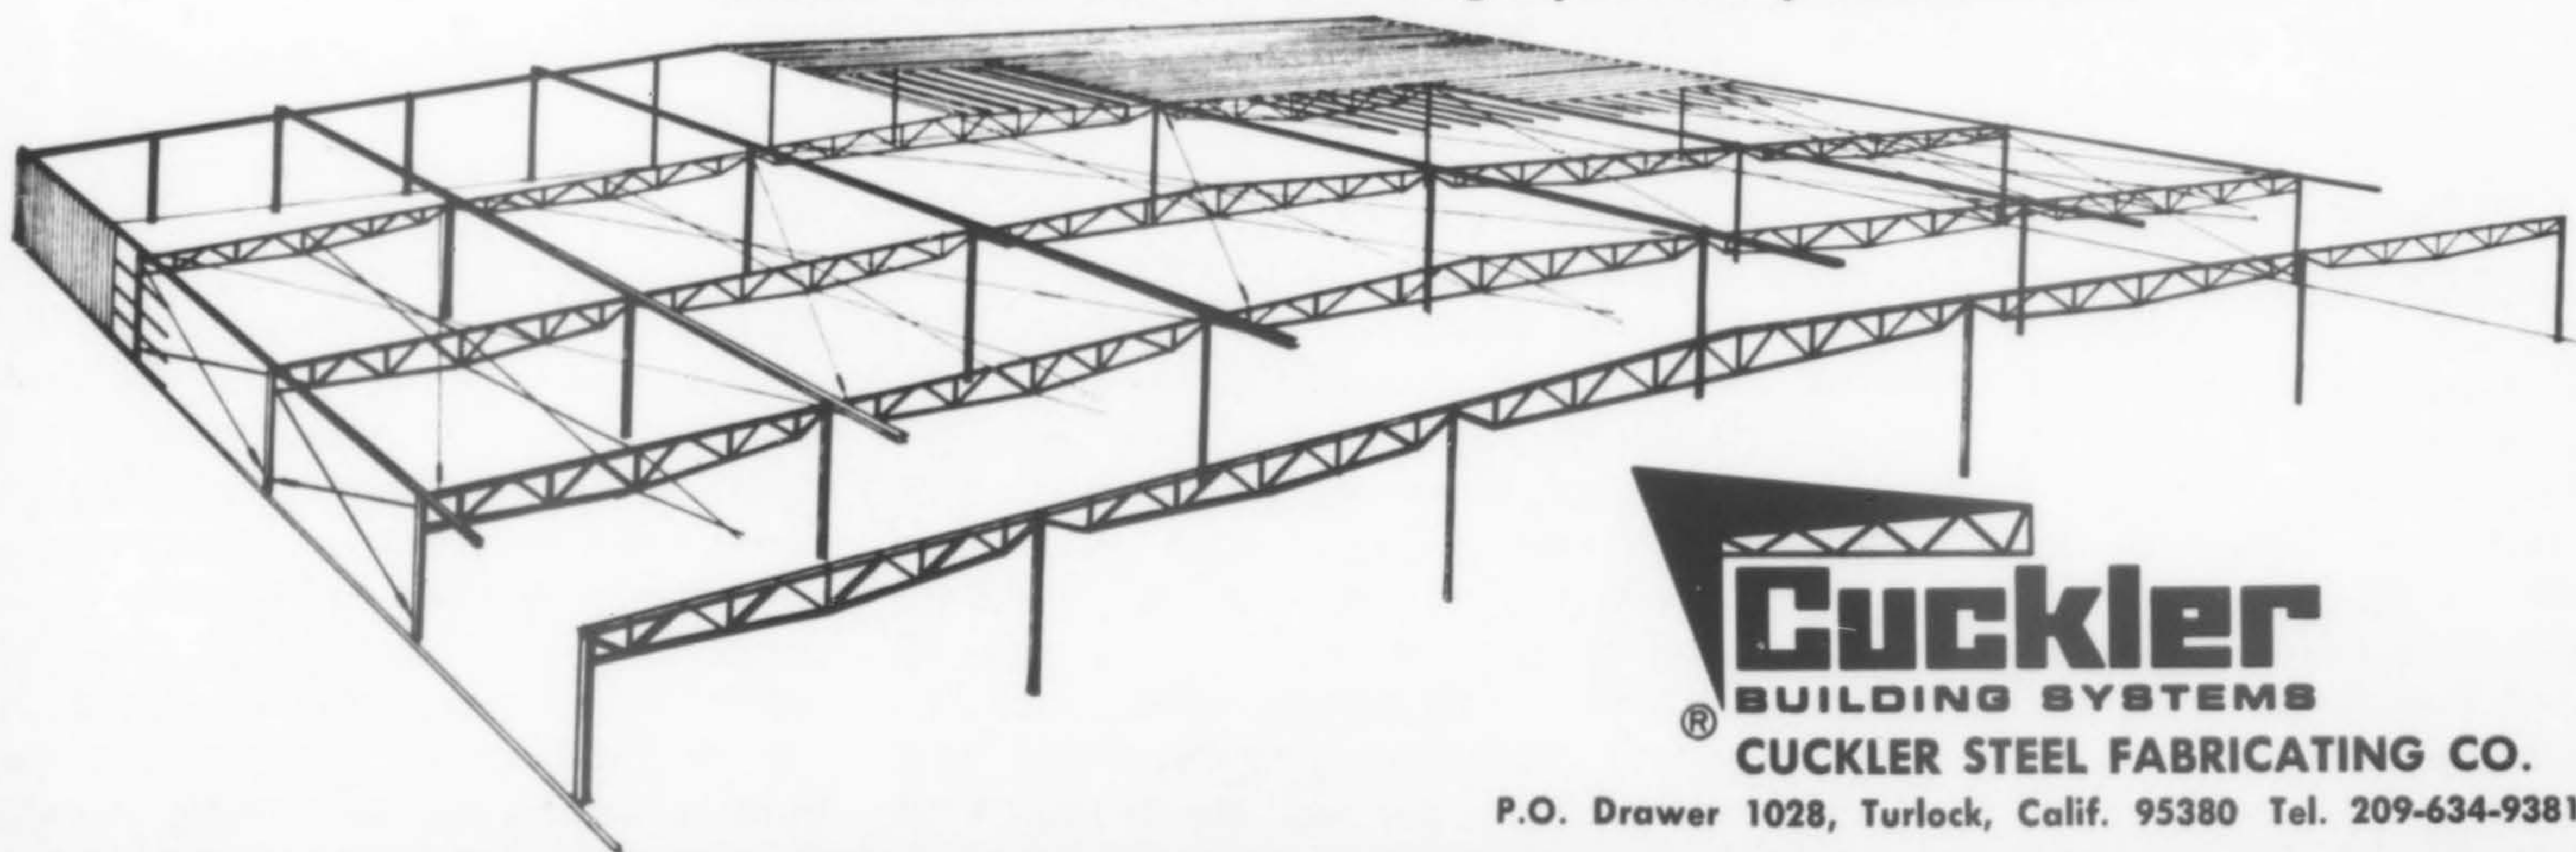 Cuckler
BUILDING SYSTEMS
®
CUCKLER STEEL FABRICATING CO.
P.O. Drawer 1028, Turlock, Calif. 95380 Tel. 209-634-9381